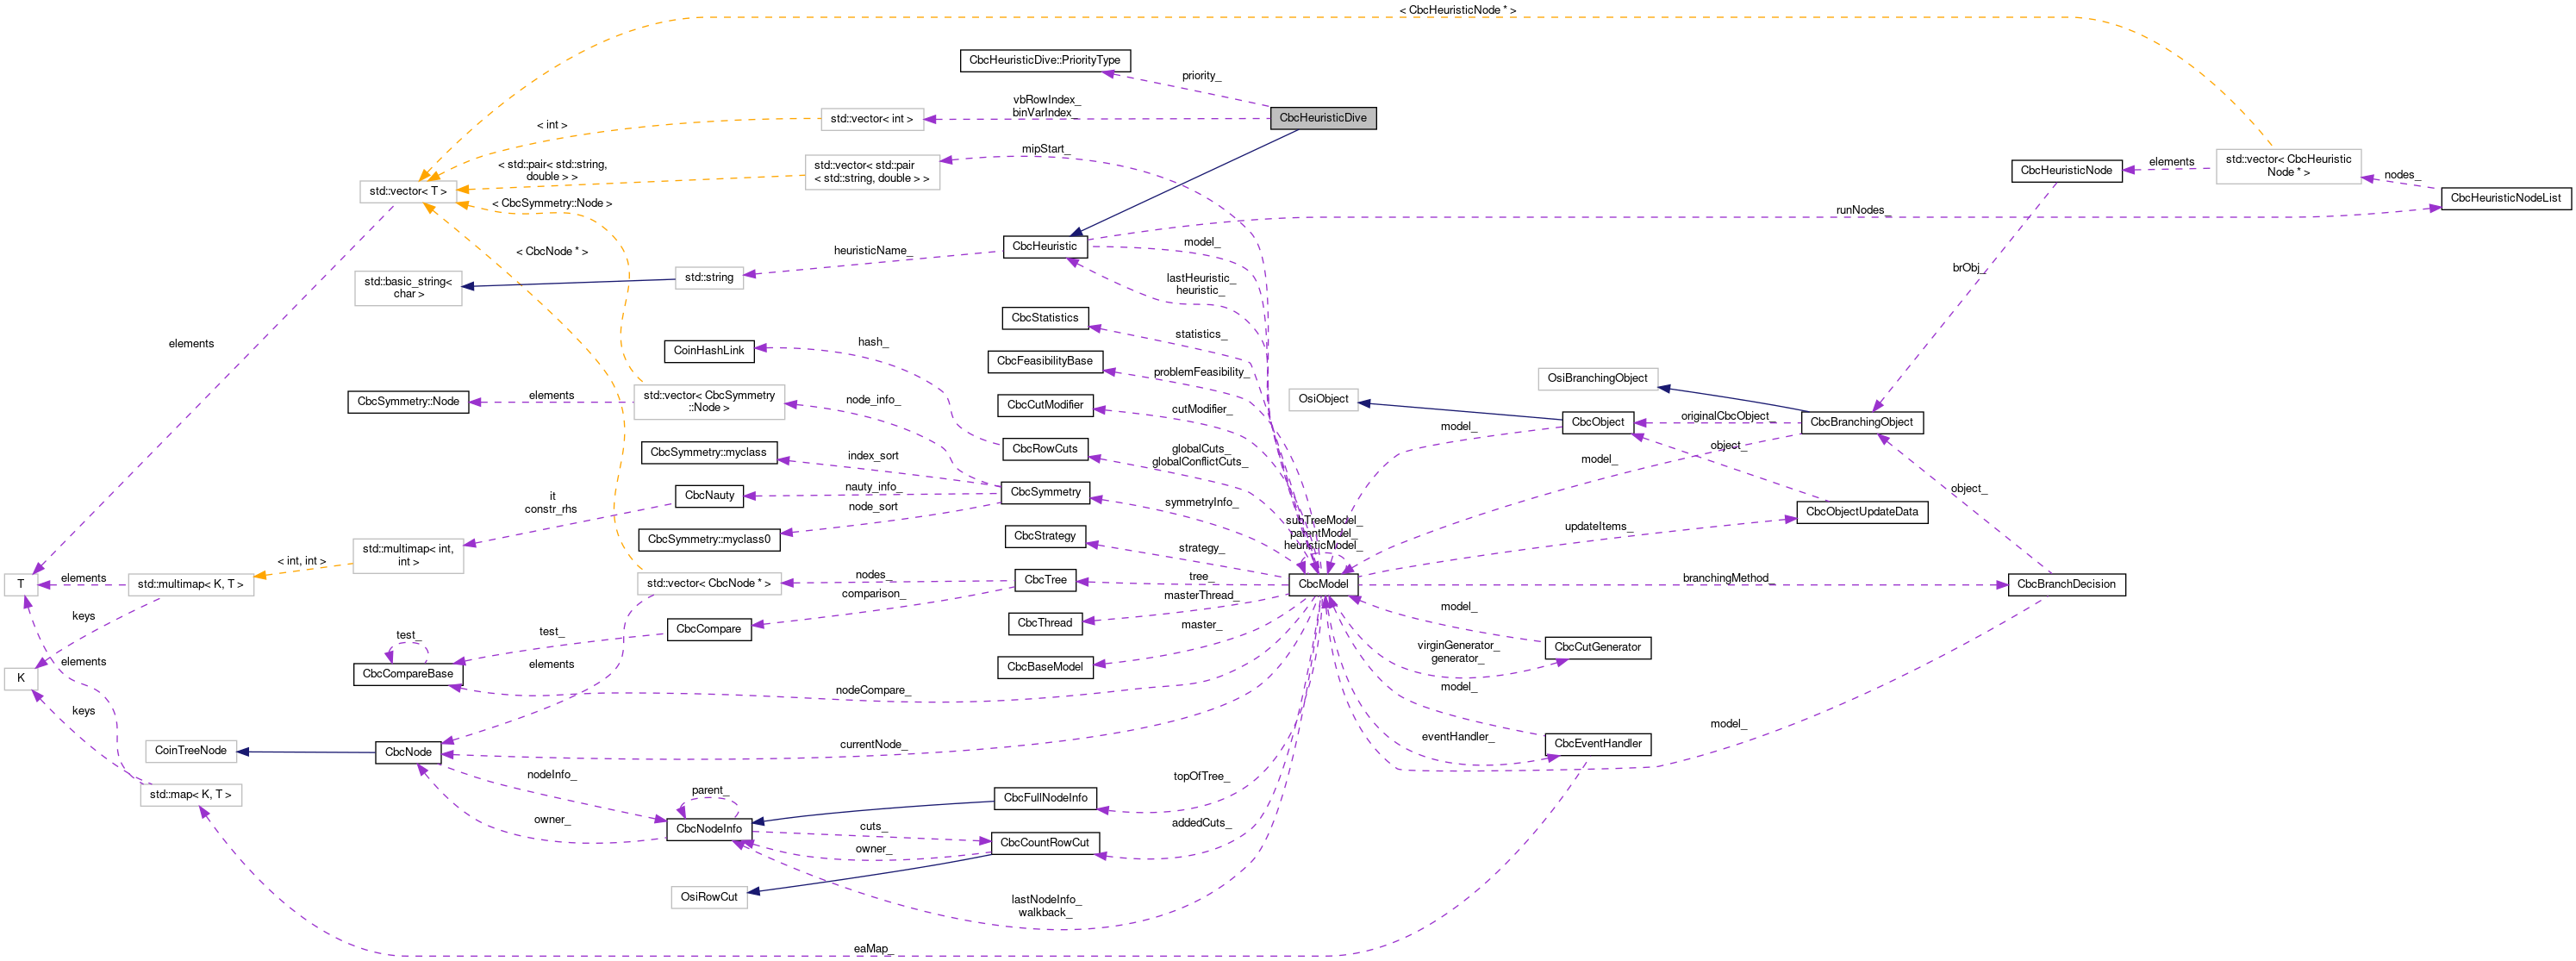 < CbcHeuristicNode * >
CbcHeuristicDive::PriorityType
priority_
vbRowIndex_
binVarIndex_
std::vector< int >
CbcHeuristicDive
< int >
mipStart_
< std::pair< std::string,
double > >
std::vector< std::pair
< std::string, double > >
std::vector< T >
< CbcSymmetry::Node >
CbcHeuristicNode
elements
std::vector< CbcHeuristic
Node * >
nodes_
CbcHeuristicNodeList
runNodes_
< CbcNode * >
CbcHeuristic
model_
heuristicName_
std::basic_string<
char >
std::string
lastHeuristic_
heuristic_
brObj_
CbcStatistics
statistics_
elements
CoinHashLink
hash_
CbcFeasibilityBase
problemFeasibility_
OsiBranchingObject
OsiObject
CbcSymmetry::Node
elements
std::vector< CbcSymmetry
::Node >
node_info_
CbcCutModifier
cutModifier_
model_
CbcObject
originalCbcObject_
CbcBranchingObject
CbcSymmetry::myclass
index_sort
CbcRowCuts
globalCuts_
globalConflictCuts_
model_
object_
it
constr_rhs
CbcNauty
nauty_info_
node_sort
CbcSymmetry
symmetryInfo_
object_
CbcSymmetry::myclass0
CbcStrategy
strategy_
subTreeModel_
parentModel_
heuristicModel_
updateItems_
CbcObjectUpdateData
std::multimap< int,
int >
< int, int >
T
elements
std::multimap< K, T >
std::vector< CbcNode * >
nodes_
comparison_
CbcTree
tree_
CbcModel
branchingMethod_
CbcBranchDecision
keys
CbcThread
masterThread_
model_
test_
test_
CbcCompare
master_
CbcCutGenerator
K
elements
CbcCompareBase
elements
CbcBaseModel
virginGenerator_
generator_
nodeCompare_
model_
keys
model_
CoinTreeNode
CbcNode
currentNode_
eventHandler_
CbcEventHandler
nodeInfo_
topOfTree_
std::map< K, T >
parent_
CbcFullNodeInfo
owner_
CbcNodeInfo
cuts_
addedCuts_
owner_
CbcCountRowCut
OsiRowCut
lastNodeInfo_
walkback_
eaMap_